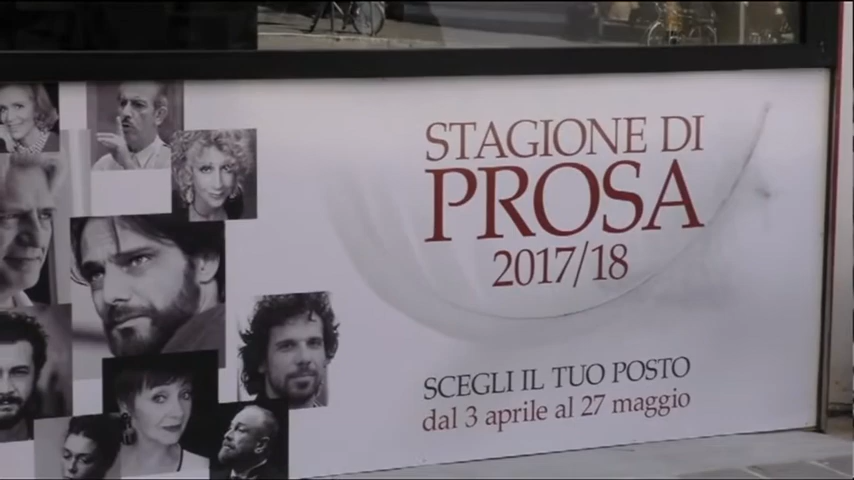 STAGIONE DI
PROSA
2017/18
SCEGLI IL TUO POSTO
dal 3 aprile al 27 maggio